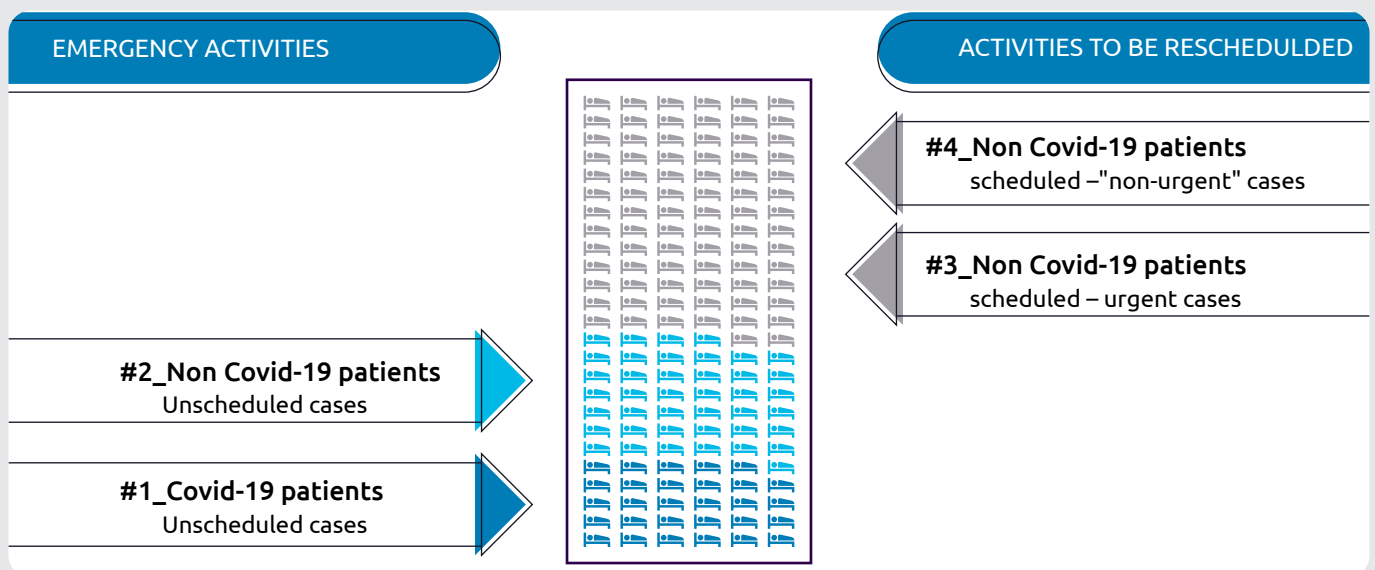 EMERGENCY ACTIVITIES
ACTIVITIES TO BE RESCHEDULDED
#4_Non Covid-19 patients
scheduled –"non-urgent" cases
#3_Non Covid-19 patients
scheduled – urgent cases
#2_Non Covid-19 patients
Unscheduled cases
#1_Covid-19 patients
Unscheduled cases